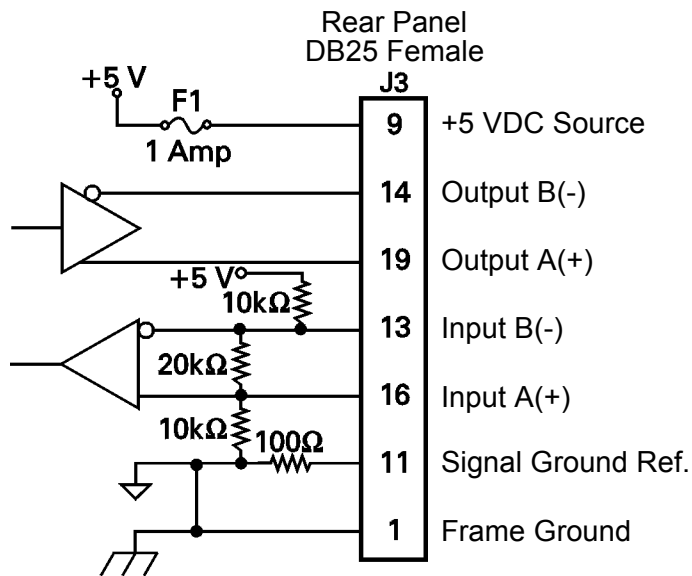 Rear Panel
DB25 Female
J3
+5 V
F1
1 Amp
9 +5 VDC Source
14 Output B(-)
19 Output A(+)
+5 V
10kΩ
13 Input B(-)
20kΩ
16 Input A(+)
10kΩ
100Ω
11 Signal Ground Ref.
1 Frame Ground